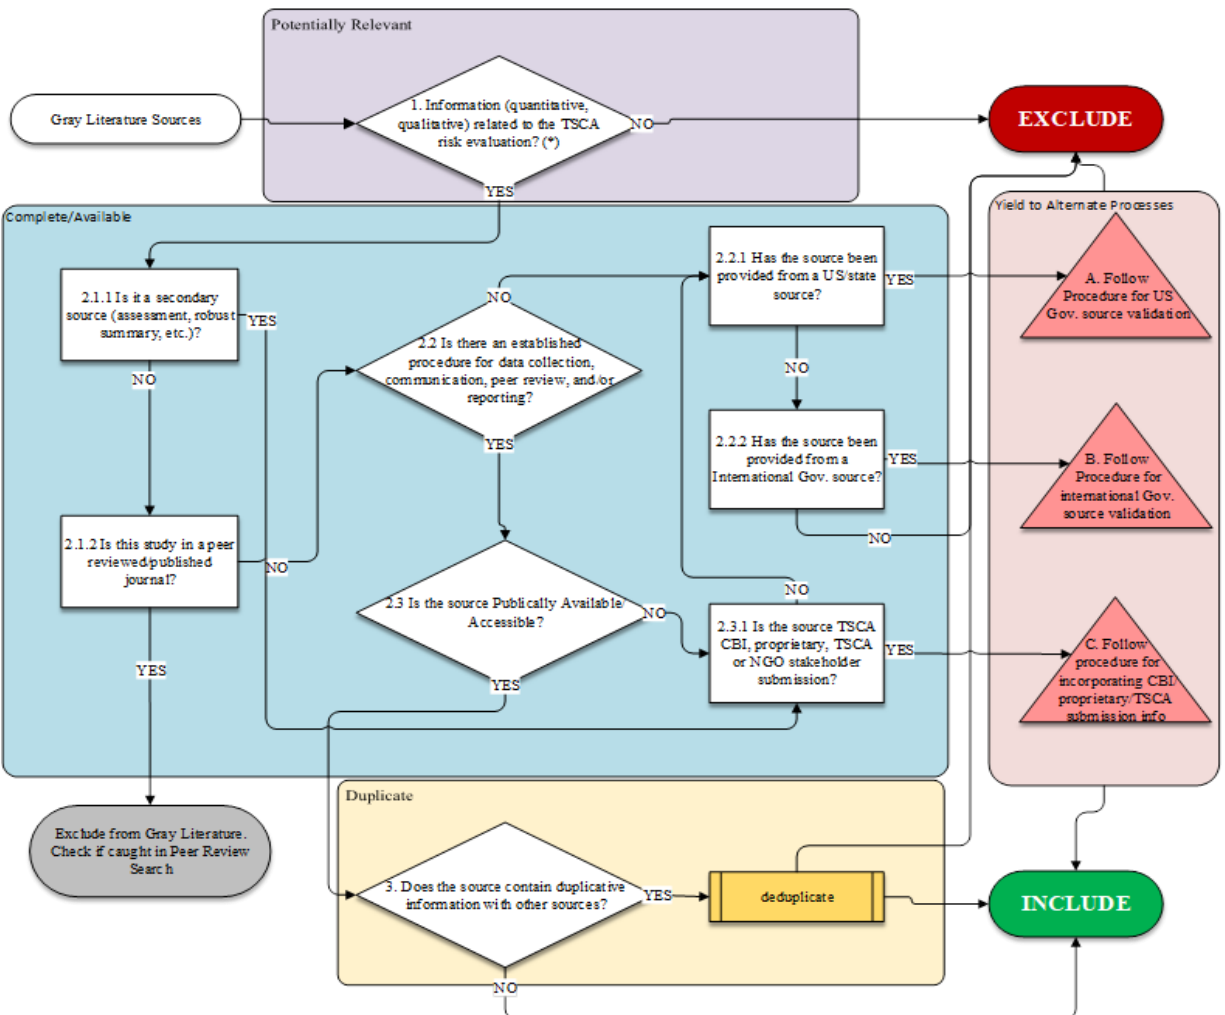 Potentially Relevant
Gray Literature Sources
1. Information (quantitative,
qualitative) related to the TSCA
risk evaluation? (*)
NO
EXCLUDE
YES
Complete/Available
Yield to Alternate Processes
2.1.1 Is it a secondary
source (assessment, robust
summary, etc.)?
YES
NO
2.2 Is there an established
procedure for data collection,
communication, peer review, and/or
reporting?
NO
YES
2.2.1 Has the source been
provided from a US/state
source?
YES
NO
A. Follow
Procedure for US
Gov. source validation
2.2.2 Has the source been
provided from a
International Gov. source?
YES
NO
B. Follow
Procedure for
international Gov.
source validation
2.1.2 Is this study in a peer
reviewed/published
journal?
NO
YES
2.3 Is the source Publically Available/
Accessible?
NO
YES
NO
2.3.1 Is the source TSCA
CBI, proprietary, TSCA
or NGO stakeholder
submission?
YES
C. Follow
procedure for
incorporating CBI/
proprietary/TSCA
submission info
Exclude from Gray Literature.
Check if caught in Peer Review
Search
Duplicate
3. Does the source contain duplicative
information with other sources?
YES
deduplicate
INCLUDE
NO